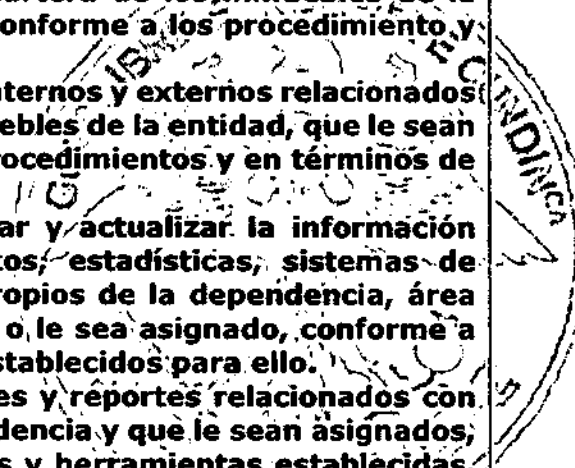 conforme a los procedimiento y
nternos y externos relacionados
ebles de la entidad, que le sean
rocedimientos y en términos de
ar y actualizar la información
tos, estadísticas, sistemas de
ropios de la dependencia, área
o le sea asignado, conforme a
stablecidos para ello.
es y reportes relacionados con
dencia y que le sean asignados,
s y herramientas establecidas